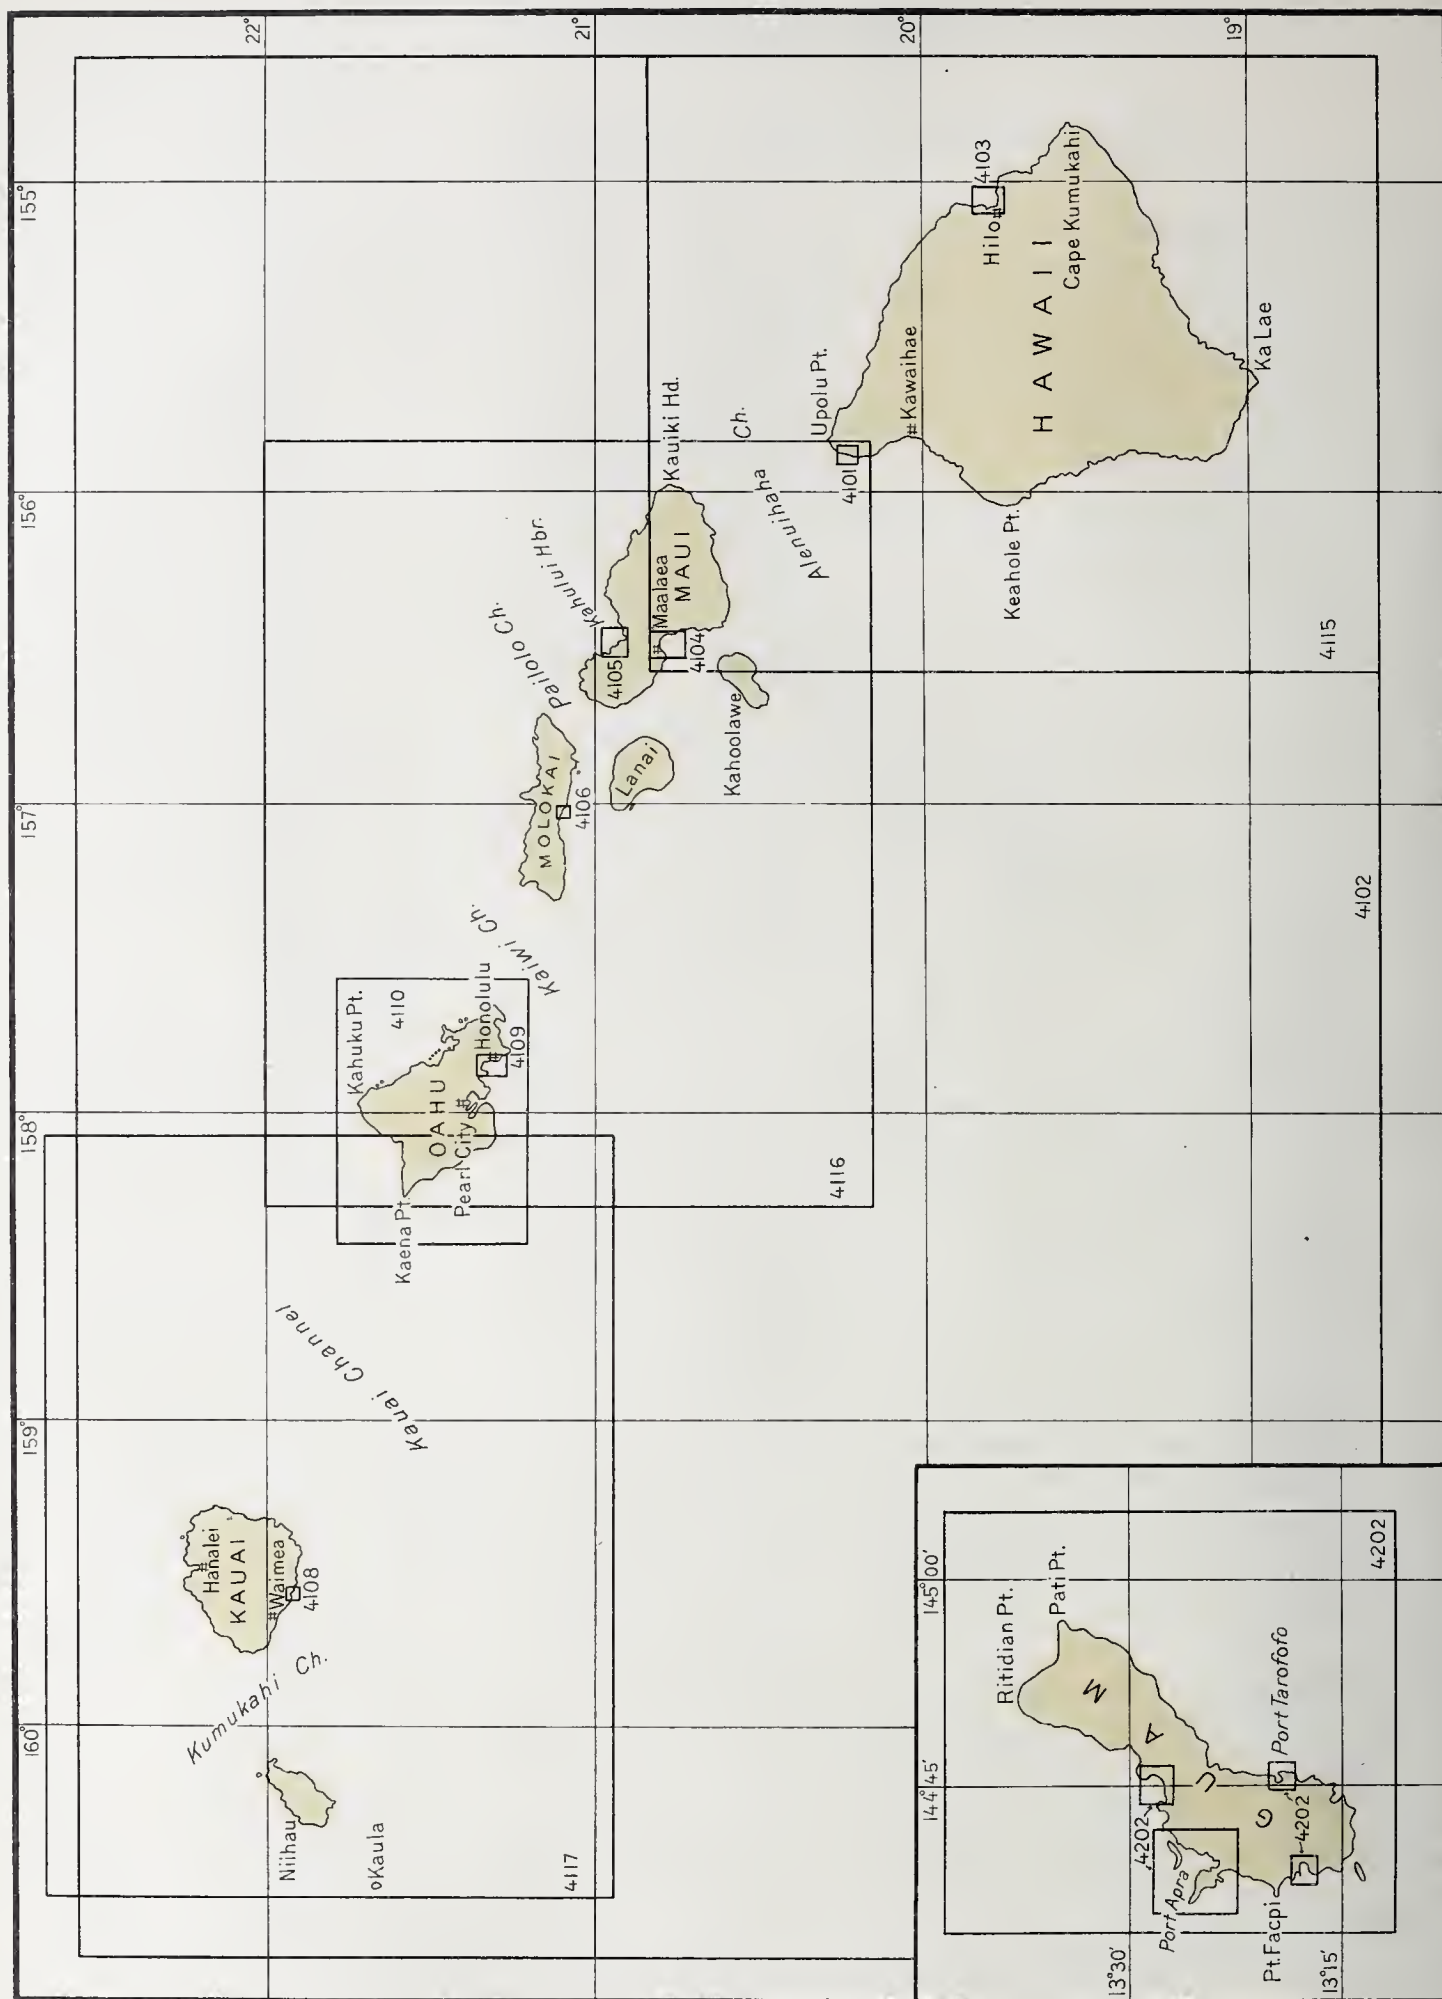 160°
159°
158°
157°
156°
155°
22°
21°
20°
19°
Kumukahi Ch.
Hanalei
KAUAI
Waimea
4108
Niihau
Kaula
4117
Kauai Channel
Kahuku Pt.
4110
OAHU
Kaena Pt.
Pearl City
Honolulu
4109
Kaiwi Ch.
4116
MOLOKAI
4106
Pailolo Ch.
Kahului Hbr.
4105
Lanai
Maalaea
MAUI
4104
Kauiki Hd.
Kahoolawe
Alenuihaha Ch.
Upolu Pt.
4101
Kawaihae
Keahole Pt.
Hilo
4103
HAWAII
Cape Kumukahi
Ka Lae
4115
4102
144°45'
145°00'
13°30'
13°15'
Ritidian Pt.
Pati Pt.
GUAM
4202
Port Apra
Port Tarofofo
4202
4202
Pt. Facpi
4202